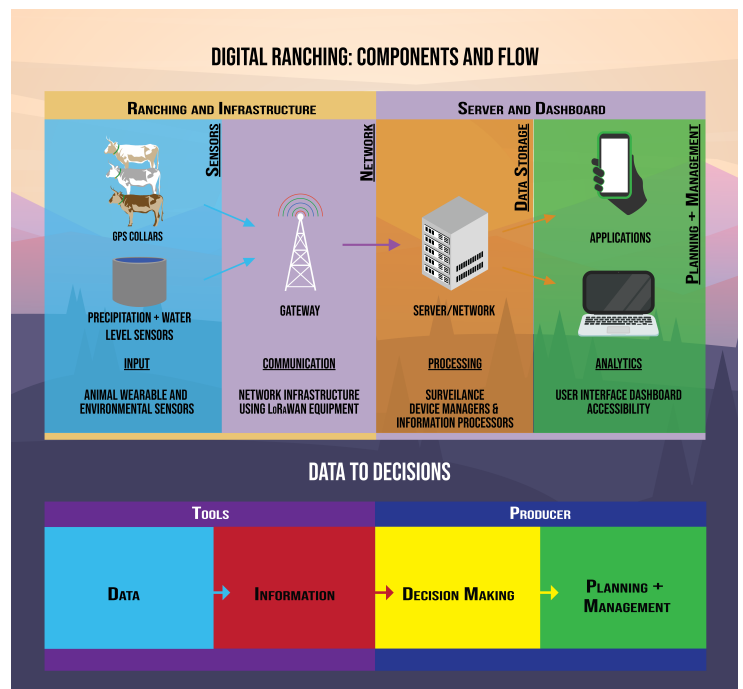 DIGITAL RANCHING: COMPONENTS AND FLOW
RANCHING AND INFRASTRUCTURE
SERVER AND DASHBOARD
SENSORS
NETWORK
DATA STORAGE
PLANNING + MANAGEMENT
GPS COLLARS
PRECIPITATION + WATER
LEVEL SENSORS
GATEWAY
SERVER/NETWORK
APPLICATIONS
INPUT
ANIMAL WEARABLE AND
ENVIRONMENTAL SENSORS
COMMUNICATION
NETWORK INFRASTRUCTURE
USING LoRaWAN EQUIPMENT
PROCESSING
SURVEILANCE
DEVICE MANAGERS &
INFORMATION PROCESSORS
ANALYTICS
USER INTERFACE DASHBOARD
ACCESSIBILITY
DATA TO DECISIONS
TOOLS
PRODUCER
DATA
INFORMATION
DECISION MAKING
PLANNING +
MANAGEMENT